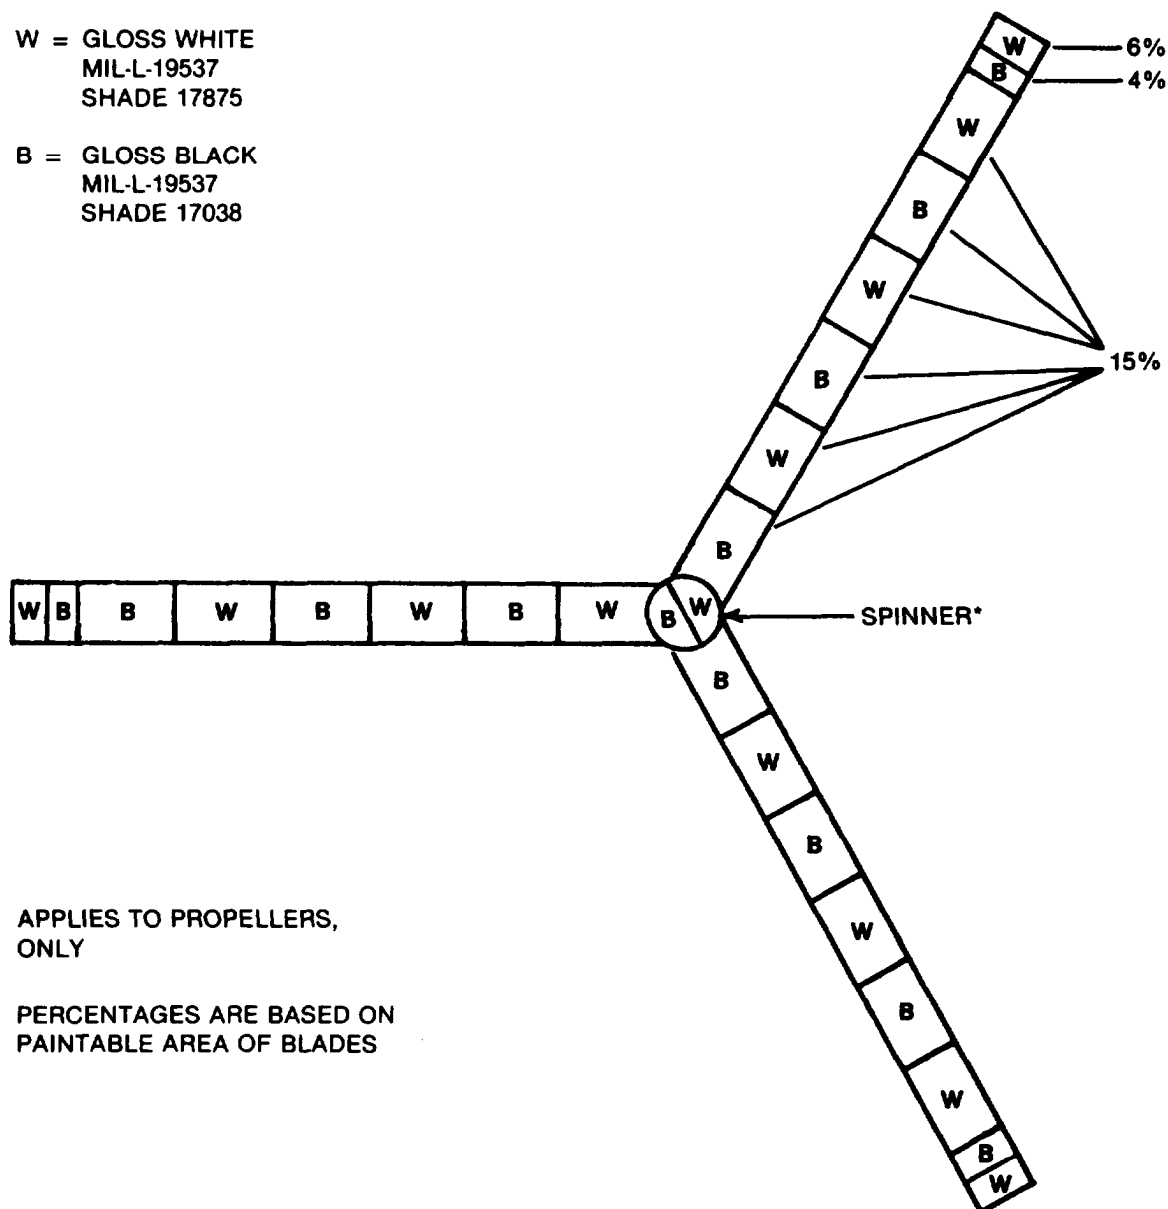 W = GLOSS WHITE
MIL-L-19537
SHADE 17875
B = GLOSS BLACK
MIL-L-19537
SHADE 17038
W
6%
B
4%
W
B
W
B
15%
W
B
W B B W B W B W
B W
SPINNER*
B
W
B
W
B
W
B
W
APPLIES TO PROPELLERS,
ONLY
PERCENTAGES ARE BASED ON
PAINTABLE AREA OF BLADES